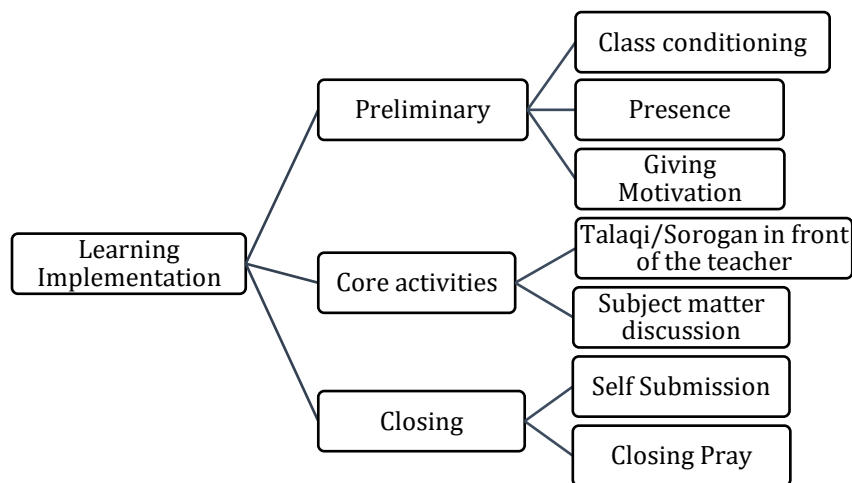 Learning
Implementation
Preliminary
Class conditioning
Presence
Giving
Motivation
Core activities
Talaqi/Sorogan in front
of the teacher
Subject matter
discussion
Closing
Self Submission
Closing Pray